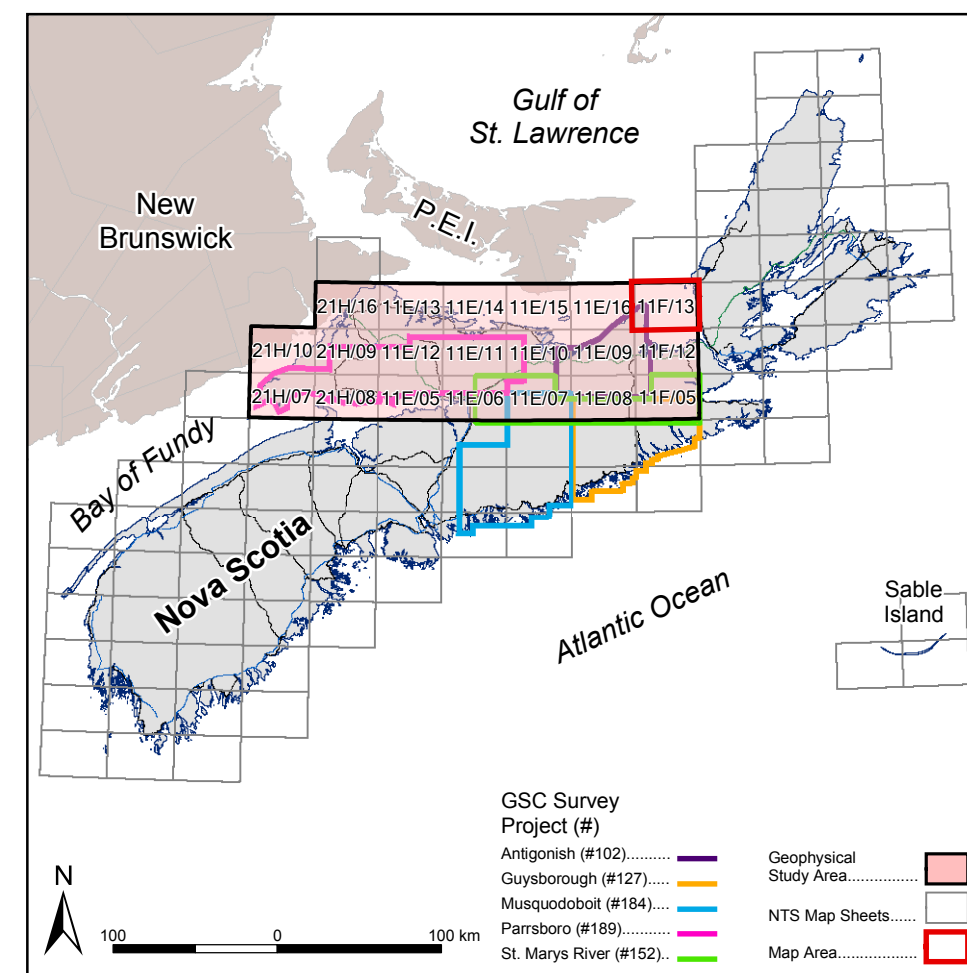 Gulf of
St. Lawrence
New
Brunswick
P.E.I.
21H/16 11E/13 11E/14 11E/15 11E/16 11F/13
21H/10 21H/09 11E/12 11E/11 11E/10 11E/09 11F/12
21H/07 21H/08 11E/05 11E/06 11E/07 11E/08 11F/05
Bay of Fundy
Nova Scotia
Atlantic Ocean
Sable
Island
GSC Survey
Project (#)
Antigonish (#102)..........
Guysborough (#127).....
Musquodoboit (#184)....
Parrsboro (#189)...........
St. Marys River (#152)..
Geophysical
Study Area................
NTS Map Sheets......
Map Area..................
N
100 0 100 km